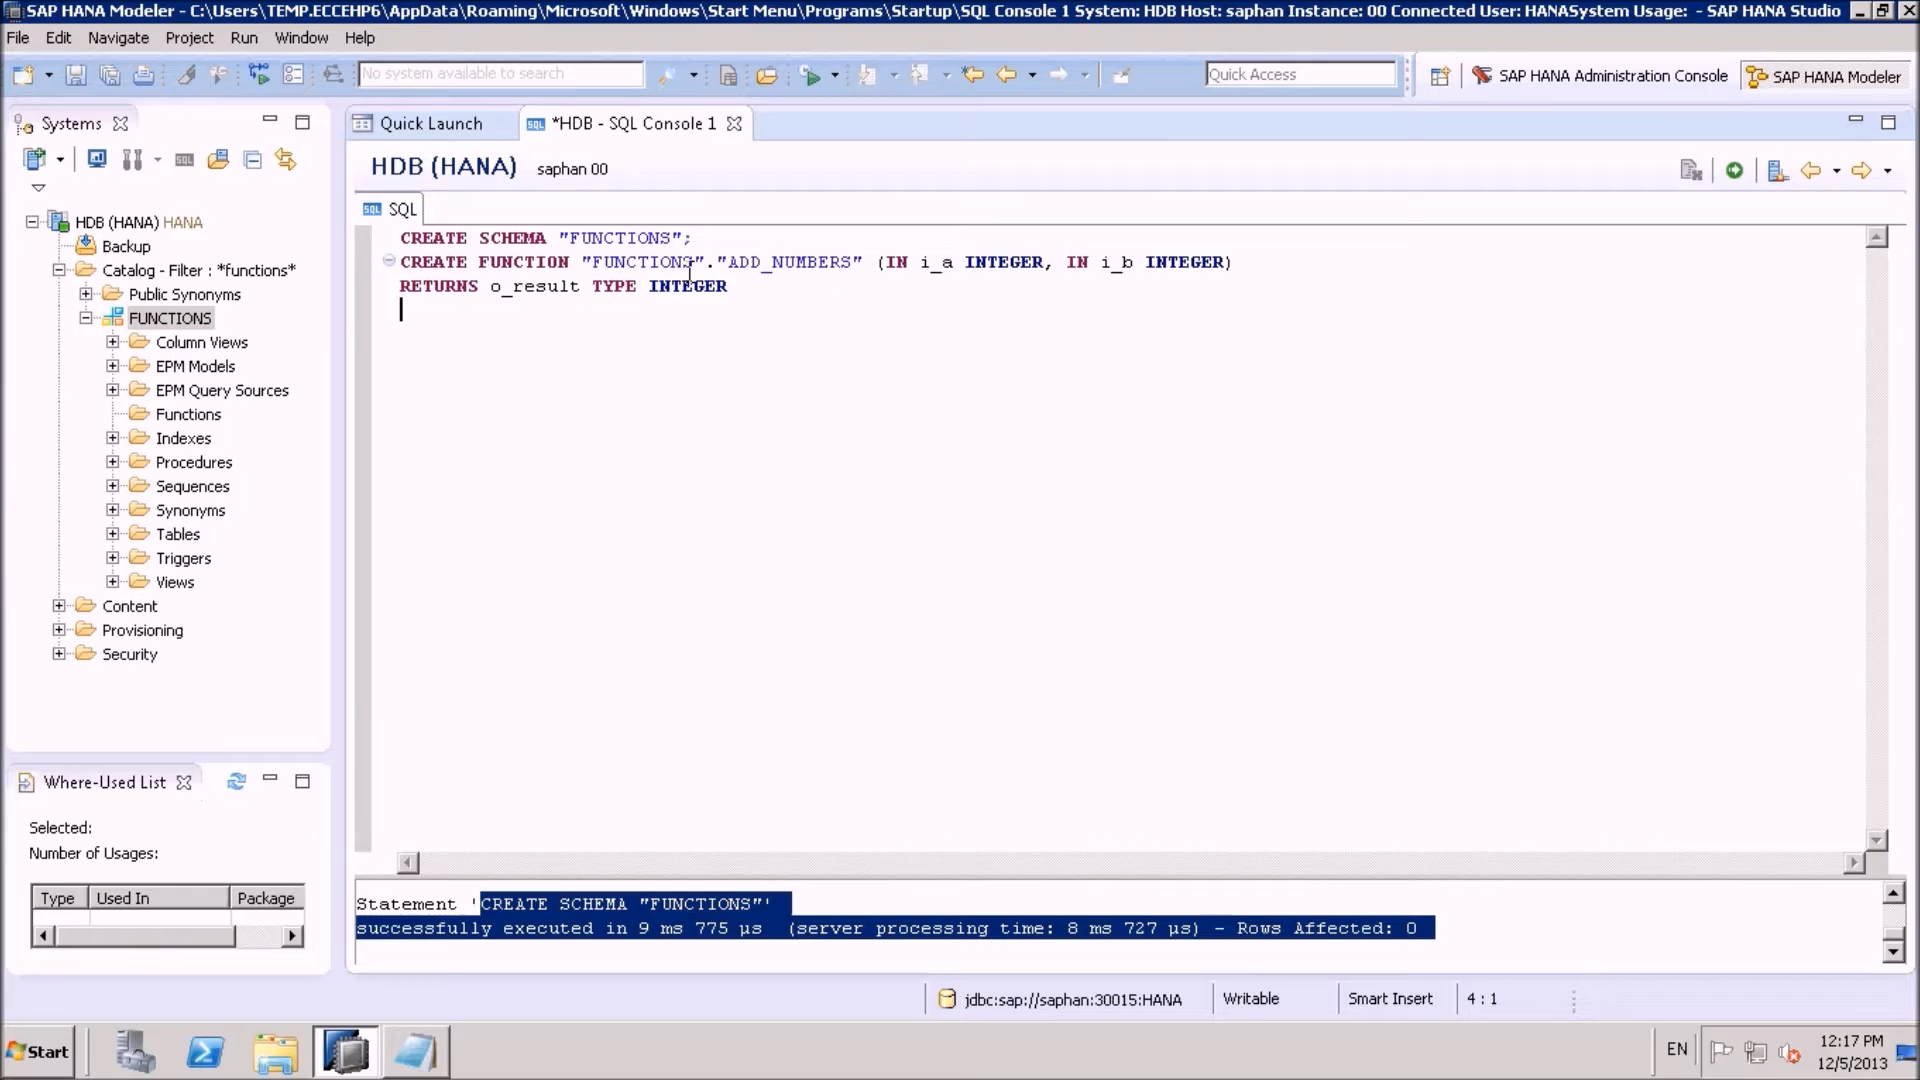 SAP HANA Modeler - C:\Users\TEMP.ECCEHP6\AppData\Roaming\Microsoft\Windows\Start Menu\Programs\Startup\SQL Console 1 System: HDB Host: saphan Instance: 00 Connected User: HANASystem Usage:  - SAP HANA Studio
File Edit Navigate Project Run Window Help
No system available to search
Quick Access
SAP HANA Administration Console
SAP HANA Modeler
Systems
SQL
HDB (HANA) HANA
Backup
Catalog - Filter : *functions*
Public Synonyms
FUNCTIONS
Column Views
EPM Models
EPM Query Sources
Functions
Indexes
Procedures
Sequences
Synonyms
Tables
Triggers
Views
Content
Provisioning
Security
Where-Used List
Selected:
Number of Usages:
Type Used In Package
Quick Launch
SQL *HDB - SQL Console 1
HDB (HANA) saphan 00
SQL SQL
CREATE SCHEMA "FUNCTIONS";
CREATE FUNCTION "FUNCTIONS"."ADD_NUMBERS" (IN i_a INTEGER, IN i_b INTEGER)
RETURNS o_result TYPE INTEGER
Statement 'CREATE SCHEMA "FUNCTIONS"'
successfully executed in 9 ms 775 µs  (server processing time: 8 ms 727 µs) - Rows Affected: 0
jdbc:sap://saphan:30015:HANA
Writable
Smart Insert
4 : 1
Start
EN
12:17 PM
12/5/2013